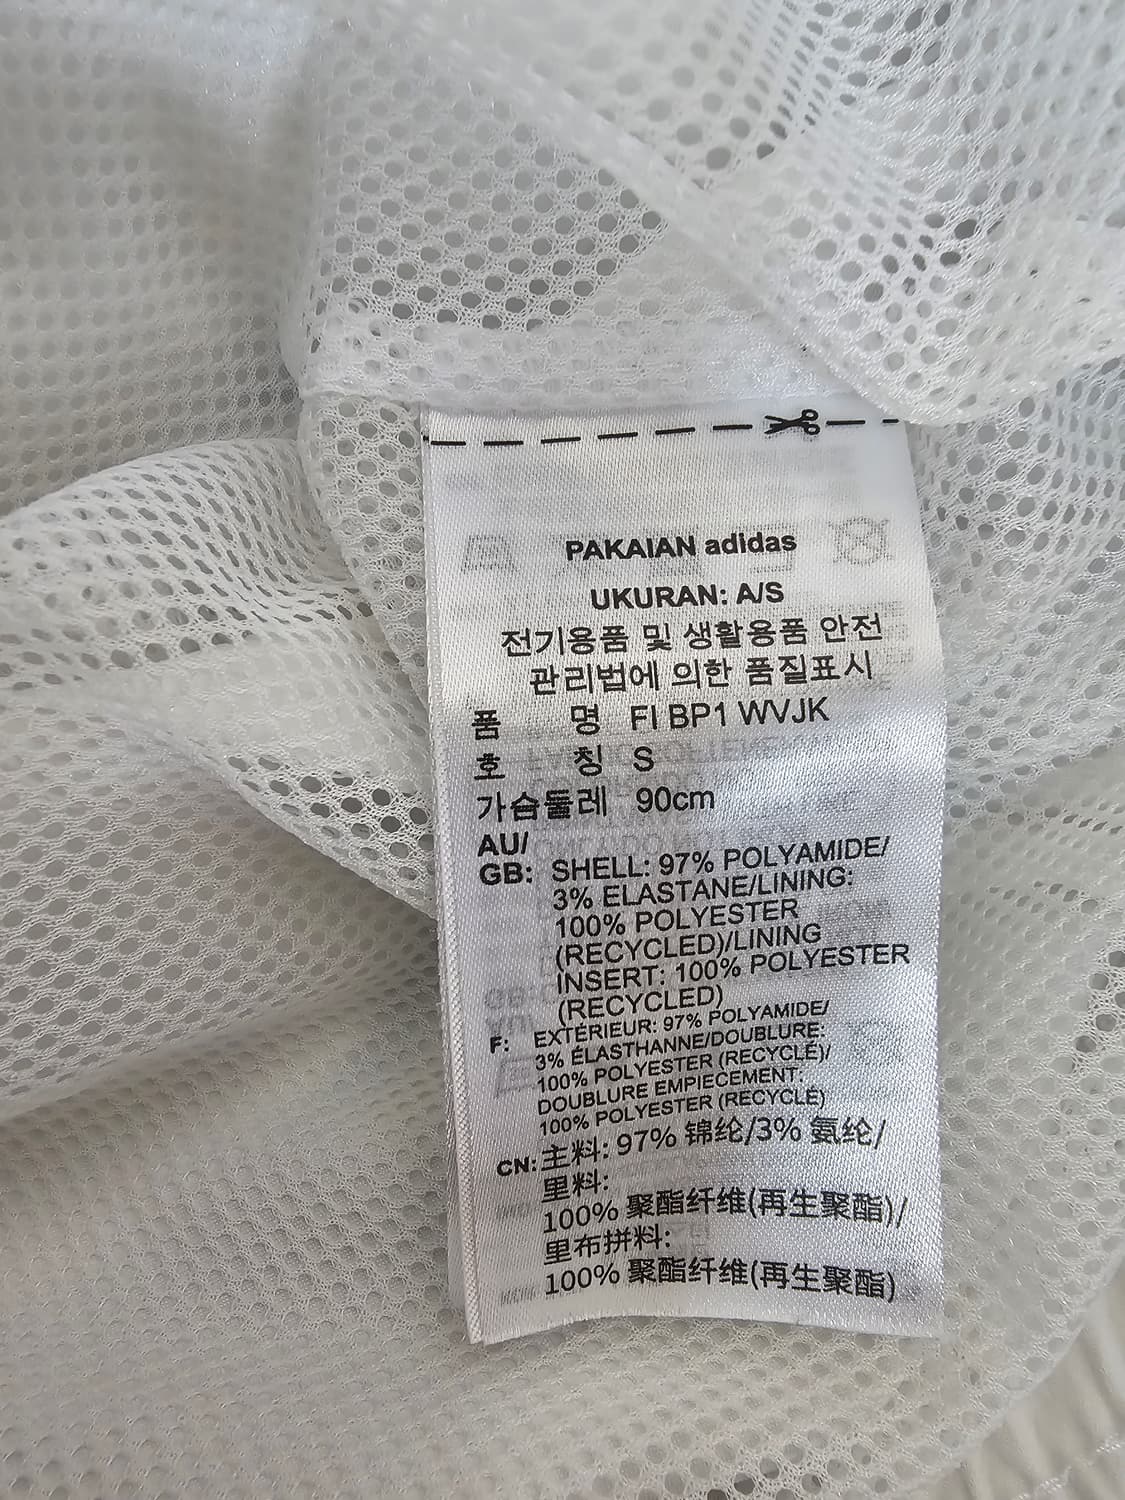 PAKAIAN adidas
UKURAN: A/S
전기용품 및 생활용품 안전
관리법에 의한 품질표시
품 명 FI BP1 WVJK
호 칭 S
가슴둘레 90cm
AU/
GB: SHELL: 97% POLYAMIDE/
3% ELASTANE/LINING:
100% POLYESTER
(RECYCLED)/LINING
INSERT: 100% POLYESTER
(RECYCLED)
F: EXTÉRIEUR: 97% POLYAMIDE/
3% ÉLASTHANNE/DOUBLURE:
100% POLYESTER (RECYCLÉ)/
DOUBLURE EMPIECEMENT:
100% POLYESTER (RECYCLÉ)
CN: 主料: 97% 锦纶/3% 氨纶/
里料:
100% 聚酯纤维(再生聚酯)/
里布拼料:
100% 聚酯纤维(再生聚酯)